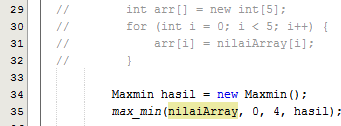 29 //        int arr[] = new int[5];
30 //        for (int i = 0; i < 5; i++) {
31 //            arr[i] = nilaiArray[i];
32 //        }
33
34        Maxmin hasil = new Maxmin();
35        max_min(nilaiArray, 0, 4, hasil);